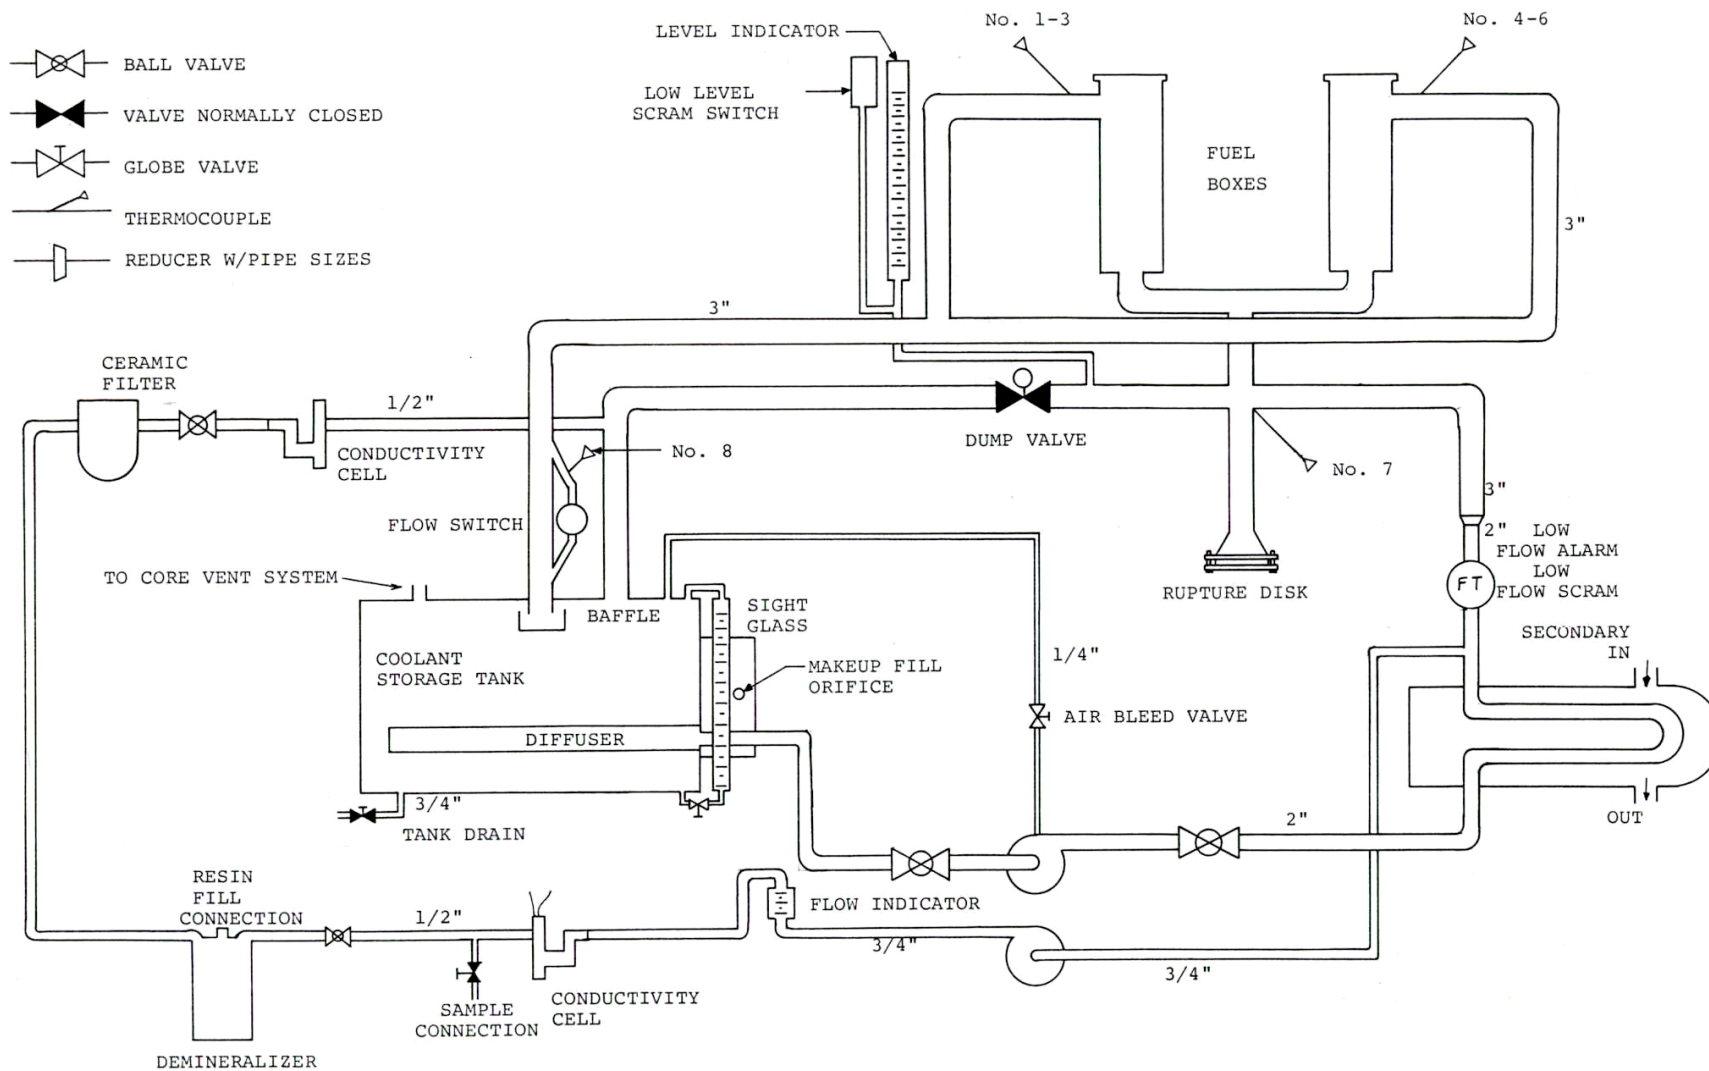 BALL VALVE
VALVE NORMALLY CLOSED
GLOBE VALVE
THERMOCOUPLE
REDUCER W/PIPE SIZES
LEVEL INDICATOR
LOW LEVEL
SCRAM SWITCH
No. 1-3
No. 4-6
FUEL
BOXES
3"
3"
CERAMIC
FILTER
1/2"
CONDUCTIVITY
CELL
No. 8
FLOW SWITCH
DUMP VALVE
No. 7
3"
2"
LOW
FLOW ALARM
LOW
FLOW SCRAM
FT
RUPTURE DISK
TO CORE VENT SYSTEM
BAFFLE
SIGHT
GLASS
COOLANT
STORAGE TANK
MAKEUP FILL
ORIFICE
1/4"
SECONDARY
IN
AIR BLEED VALVE
DIFFUSER
3/4"
TANK DRAIN
2"
OUT
RESIN
FILL
CONNECTION
1/2"
FLOW INDICATOR
3/4"
3/4"
SAMPLE
CONNECTION
CONDUCTIVITY
CELL
DEMINERALIZER